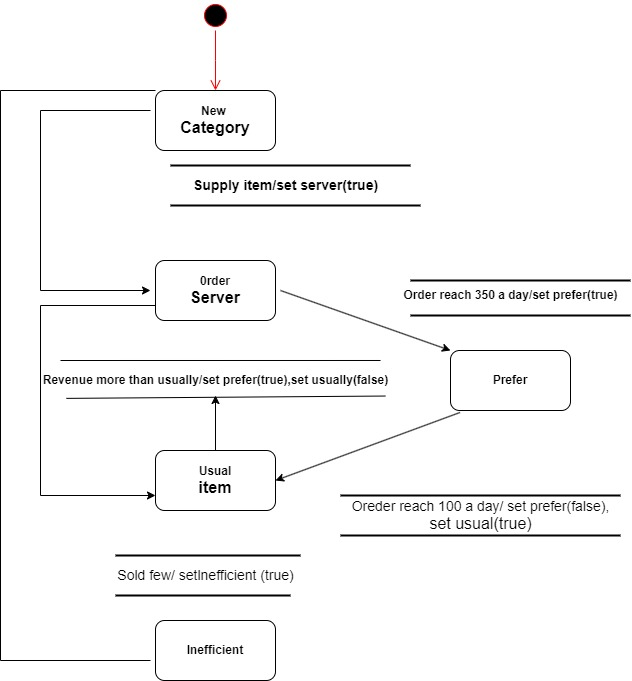 New
Category
Supply item/set server(true)
0rder
Server
Order reach 350 a day/set prefer(true)
Revenue more than usually/set prefer(true),set usually(false)
Prefer
Usual
item
Oreder reach 100 a day/ set prefer(false),
set usual(true)
Sold few/ setInefficient (true)
Inefficient